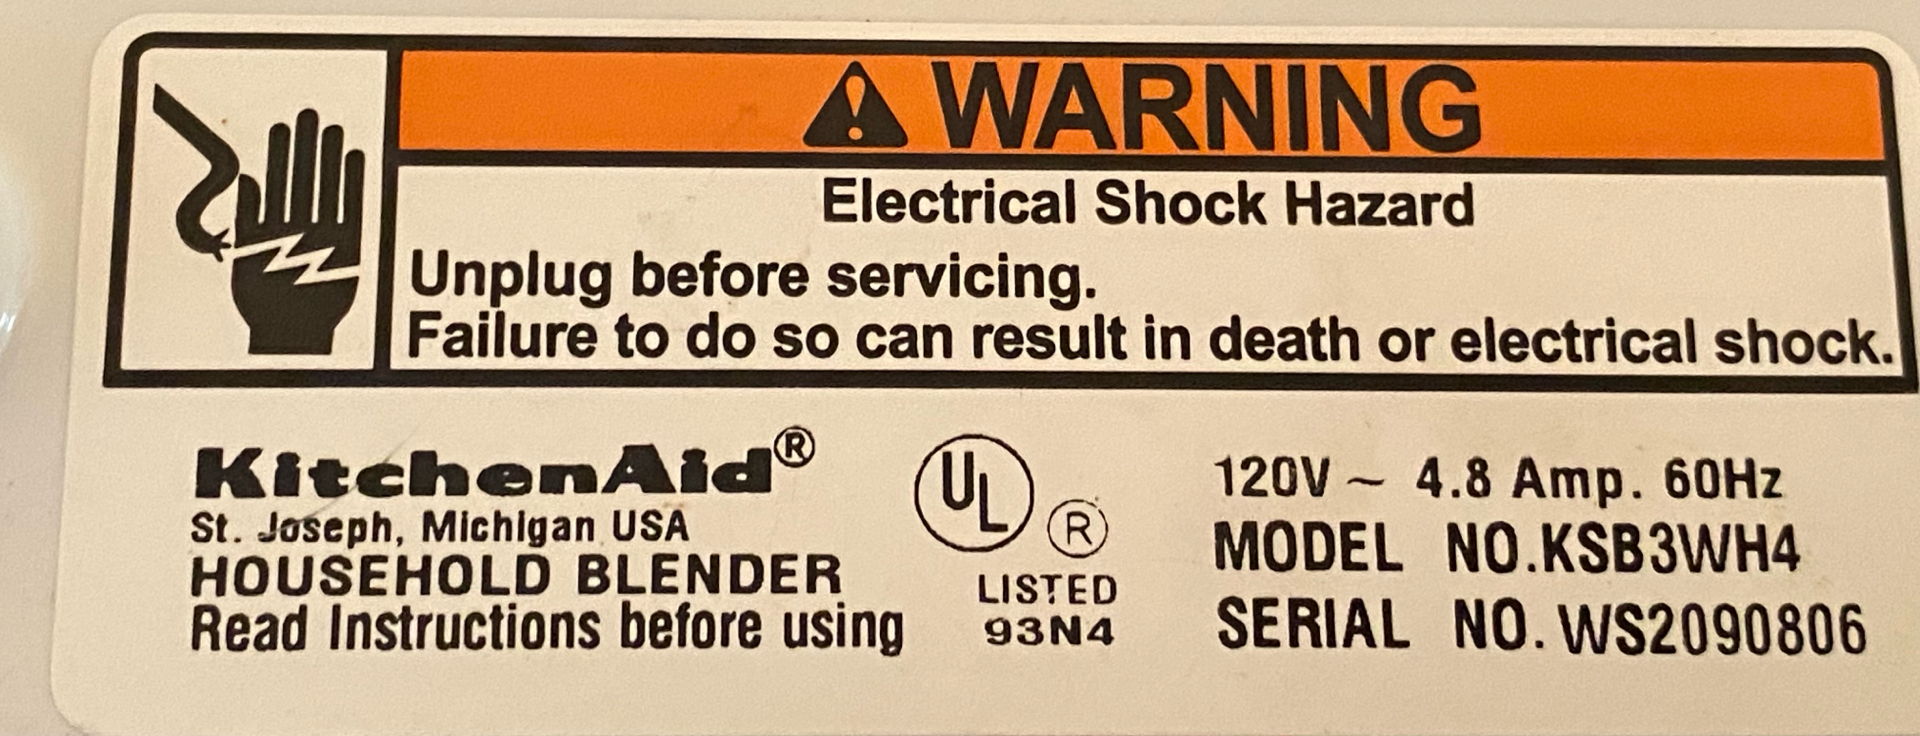 WARNING
Electrical Shock Hazard
Unplug before servicing.
Failure to do so can result in death or electrical shock.
KitchenAid®
St. Joseph, Michigan USA
HOUSEHOLD BLENDER
Read Instructions before using
UL ®
LISTED
93N4
120V ~ 4.8 Amp. 60Hz
MODEL NO.KSB3WH4
SERIAL NO. WS2090806